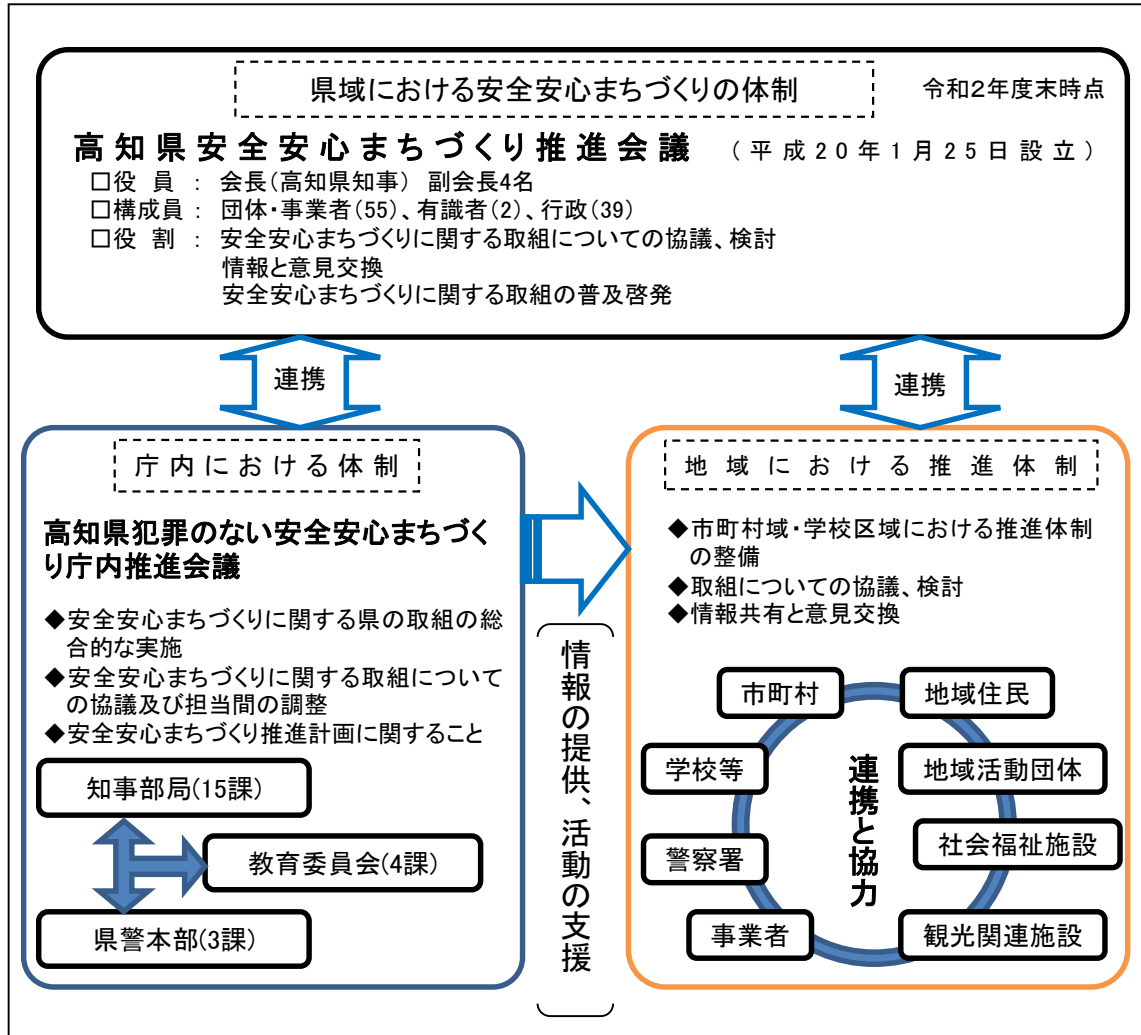 県域における安全安心まちづくりの体制
令和2年度末時点
高知県安全安心まちづくり推進会議 (平成20年1月25日設立)
□役 員 : 会長(高知県知事) 副会長4名
□構成員 : 団体・事業者(55)、有識者(2)、行政(39)
□役 割 : 安全安心まちづくりに関する取組についての協議、検討
情報と意見交換
安全安心まちづくりに関する取組の普及啓発
連携
連携
庁内における体制
高知県犯罪のない安全安心まちづく
り庁内推進会議
◆安全安心まちづくりに関する県の取組の総
合的な実施
◆安全安心まちづくりに関する取組について
の協議及び担当間の調整
◆安全安心まちづくり推進計画に関すること
知事部局(15課)
教育委員会(4課)
県警本部(3課)
情報の提供、活動の支援
地域における推進体制
◆市町村域・学校区域における推進体制
の整備
◆取組についての協議、検討
◆情報共有と意見交換
市町村
地域住民
学校等
地域活動団体
警察署
社会福祉施設
事業者
観光関連施設
連携と協力